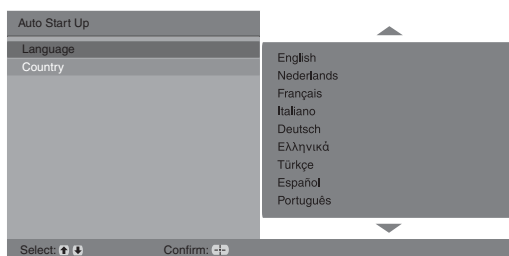 Auto Start Up
Language
Country
English
Nederlands
Français
Italiano
Deutsch
Ελληνικά
Türkçe
Español
Português
Select: Confirm: